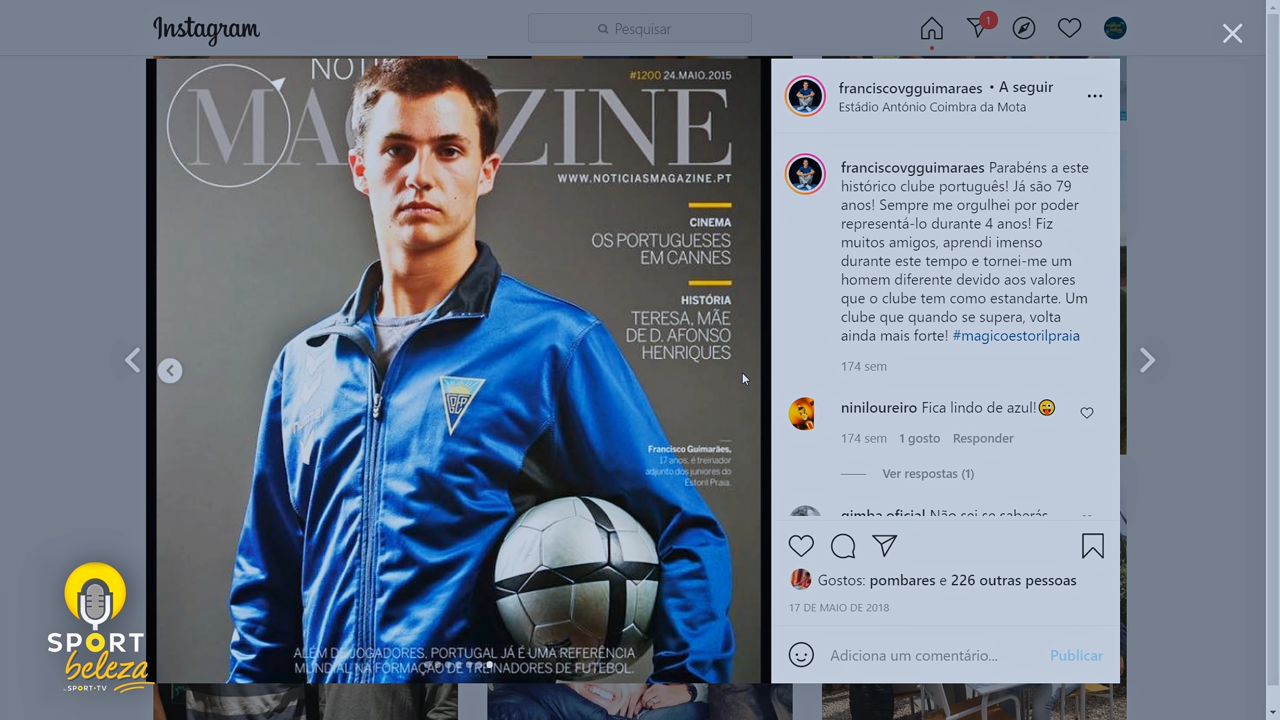 Instagram
Pesquisar
1
NOTÍ
MAGAZINE
#1200 24.MAIO.2015
WWW.NOTICIASMAGAZINE.PT
CINEMA
OS PORTUGUESES
EM CANNES
HISTÓRIA
TERESA, MÃE
DE D. AFONSO
HENRIQUES
Francisco Guimarães,
17 anos, é treinador
adjunto dos juniores do
Estoril Praia.
ALÉM DE JOGADORES, PORTUGAL JÁ É UMA REFERÊNCIA
MUNDIAL NA FORMAÇÃO DE TREINADORES DE FUTEBOL.
franciscovgguimaraes • A seguir
Estádio António Coimbra da Mota
franciscovgguimaraes Parabéns a este
histórico clube português! Já são 79
anos! Sempre me orgulhei por poder
representá-lo durante 4 anos! Fiz
muitos amigos, aprendi imenso
durante este tempo e tornei-me um
homem diferente devido aos valores
que o clube tem como estandarte. Um
clube que quando se supera, volta
ainda mais forte! #magicoestorilpraia
174 sem
niniloureiro Fica lindo de azul!😜
174 sem 1 gosto Responder
Ver respostas (1)
gimba.oficial Não sei se saberás
Gostos: pombares e 226 outras pessoas
17 DE MAIO DE 2018
Adiciona um comentário... Publicar
SPORT
beleza
SPORT•TV